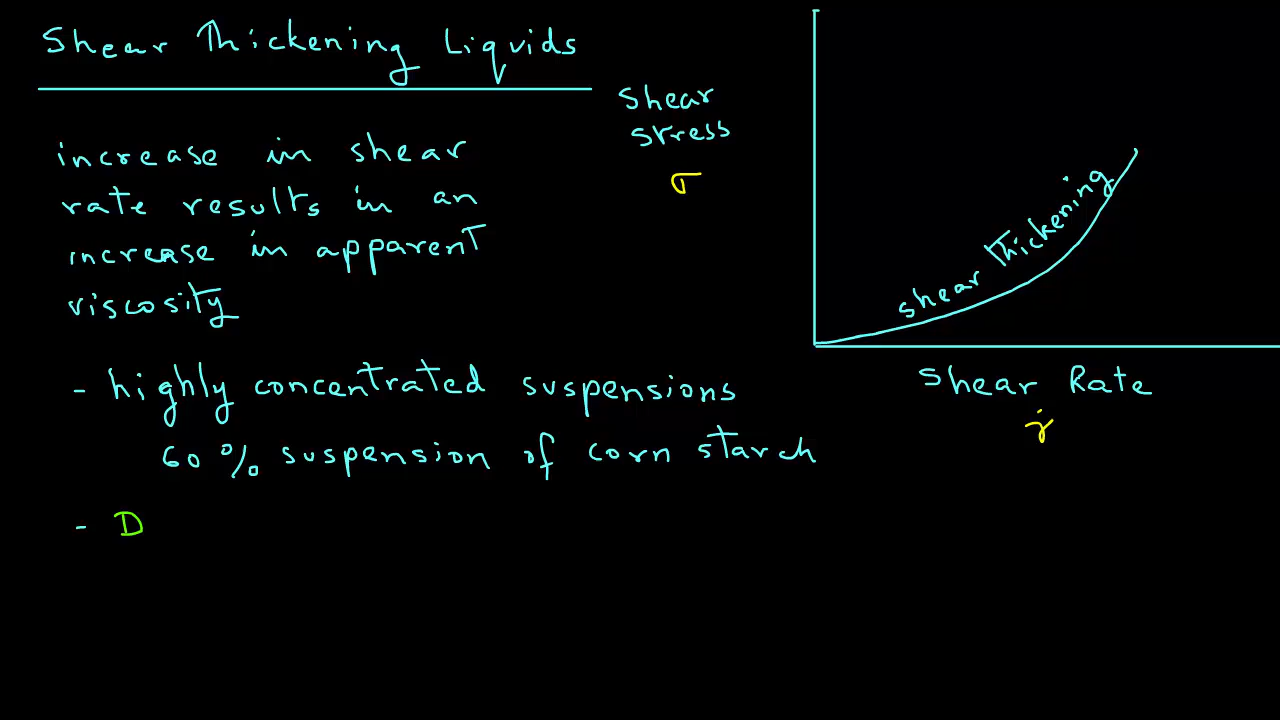 Shear Thickening Liquids
increase in shear
rate results in an
increase in apparent
viscosity
- highly concentrated suspensions
60% suspension of corn starch
- D
shear
stress
σ
shear thickening
Shear Rate
γ̇